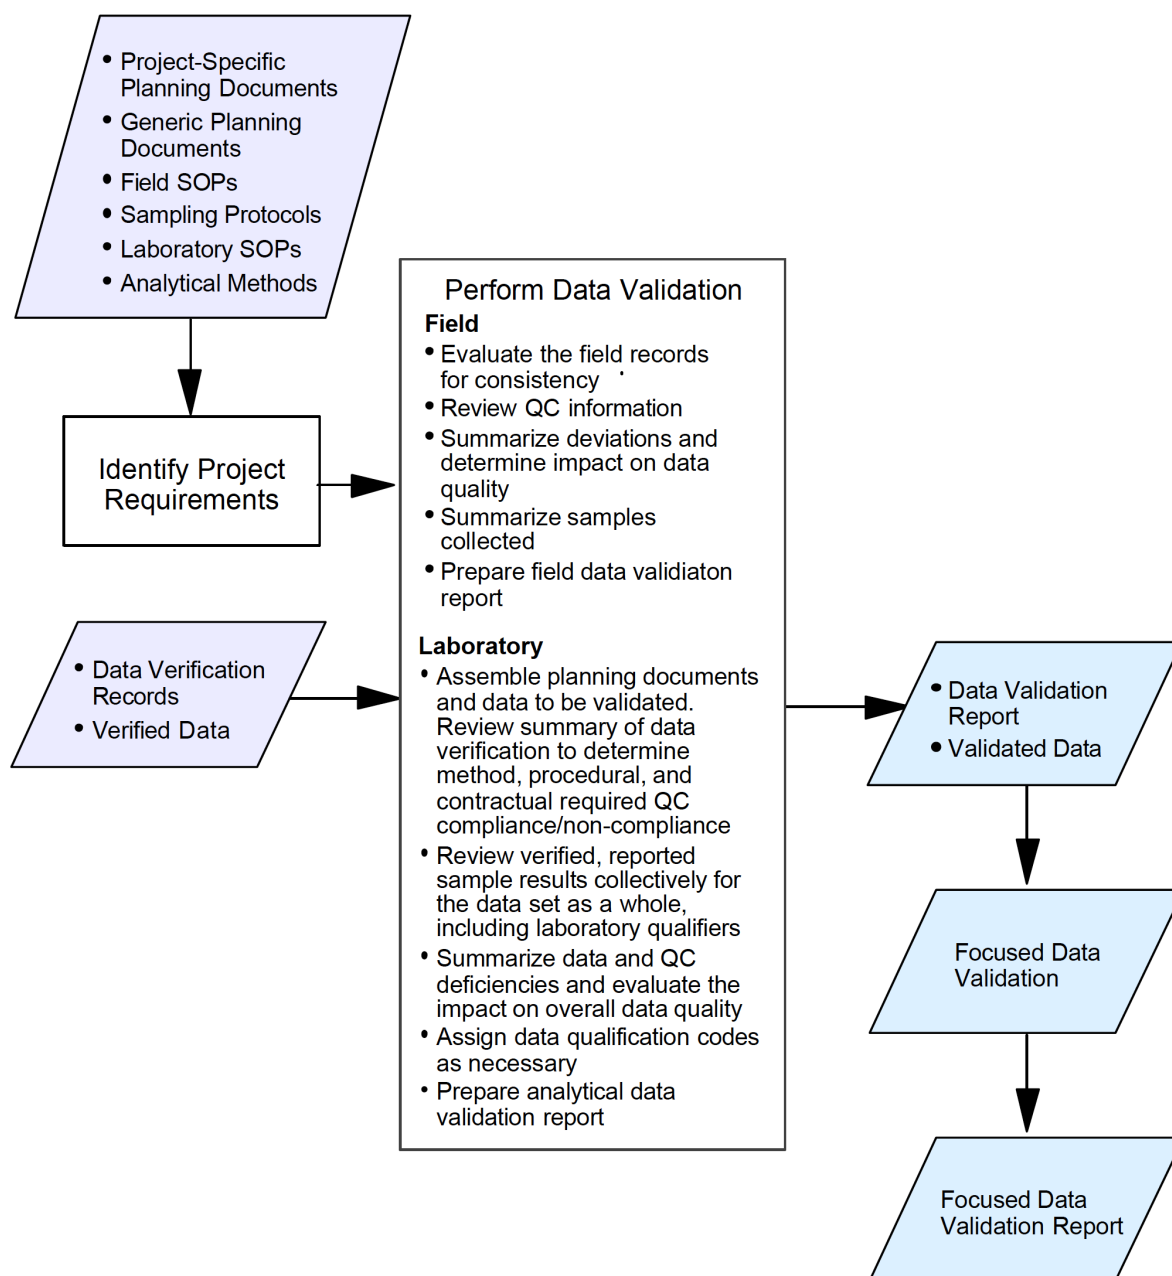 • Project-Specific
Planning Documents
• Generic Planning
Documents
• Field SOPs
• Sampling Protocols
• Laboratory SOPs
• Analytical Methods
Identify Project
Requirements
• Data Verification
Records
• Verified Data
Perform Data Validation
Field
• Evaluate the field records
for consistency
• Review QC information
• Summarize deviations and
determine impact on data
quality
• Summarize samples
collected
• Prepare field data validiaton
report
Laboratory
• Assemble planning documents
and data to be validated.
Review summary of data
verification to determine
method, procedural, and
contractual required QC
compliance/non-compliance
• Review verified, reported
sample results collectively for
the data set as a whole,
including laboratory qualifiers
• Summarize data and QC
deficiencies and evaluate the
impact on overall data quality
• Assign data qualification codes
as necessary
• Prepare analytical data
validation report
• Data Validation
Report
• Validated Data
Focused Data
Validation
Focused Data
Validation Report